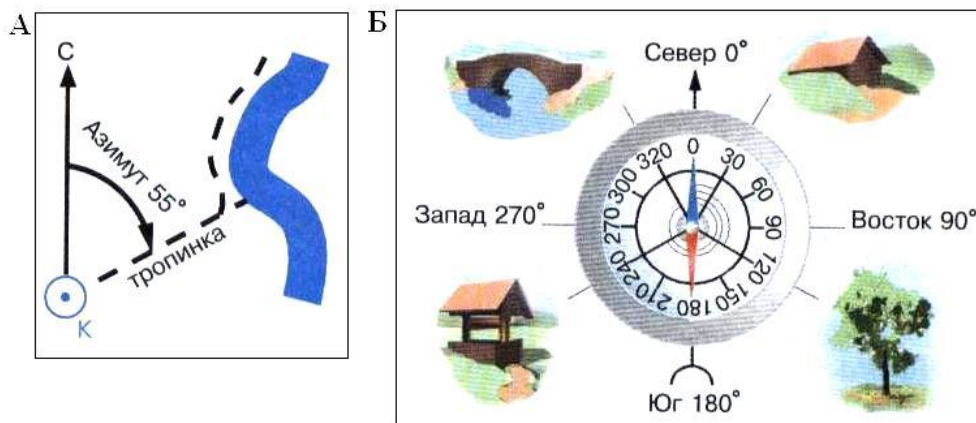 А
С
Азимут 55°
тропинка
К
Б
Север 0°
0
30
60
90
120
150
180
210
240
270
300
320
Запад 270°
Восток 90°
Юг 180°